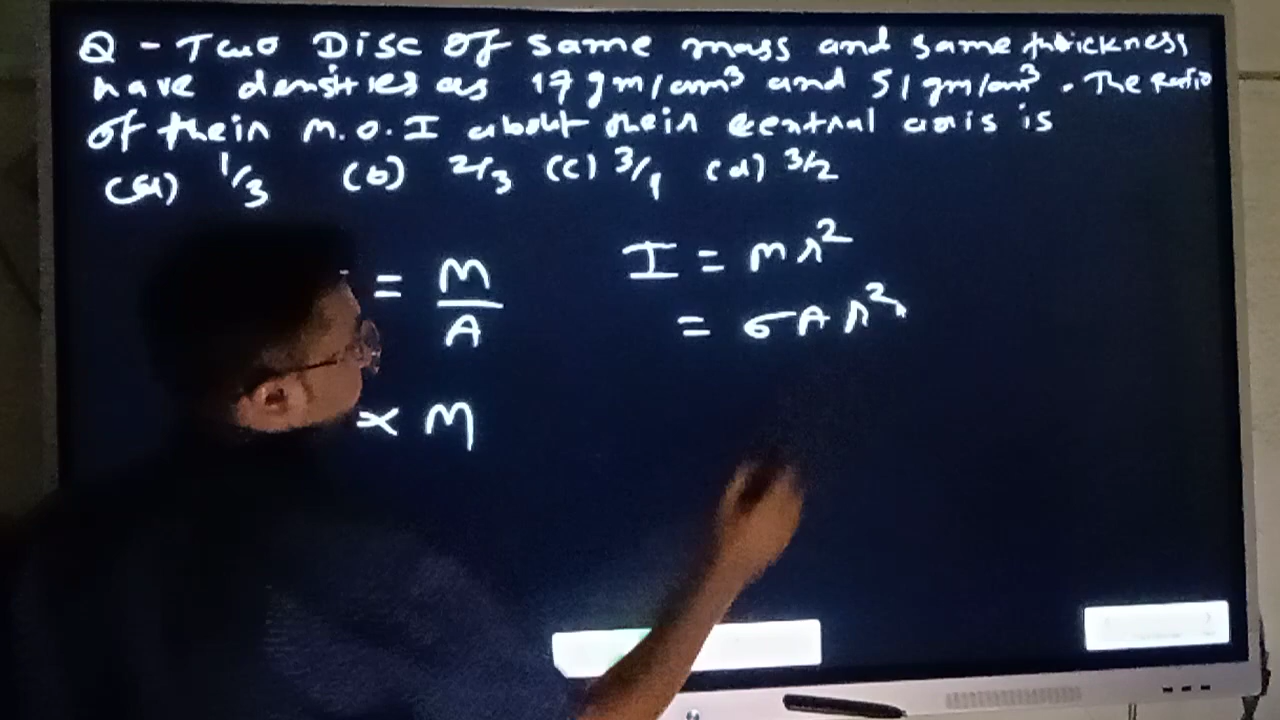 Q - Two Disc of same mass and same thickness
have densities as 17 gm/cm³ and 51 gm/cm³. The Ratio
of their M.O.I about their central axis is
(a) 1/3 (b) 2/3 (c) 3/1 (d) 3/2
= M/A
I = mr²
= σAr²
× M